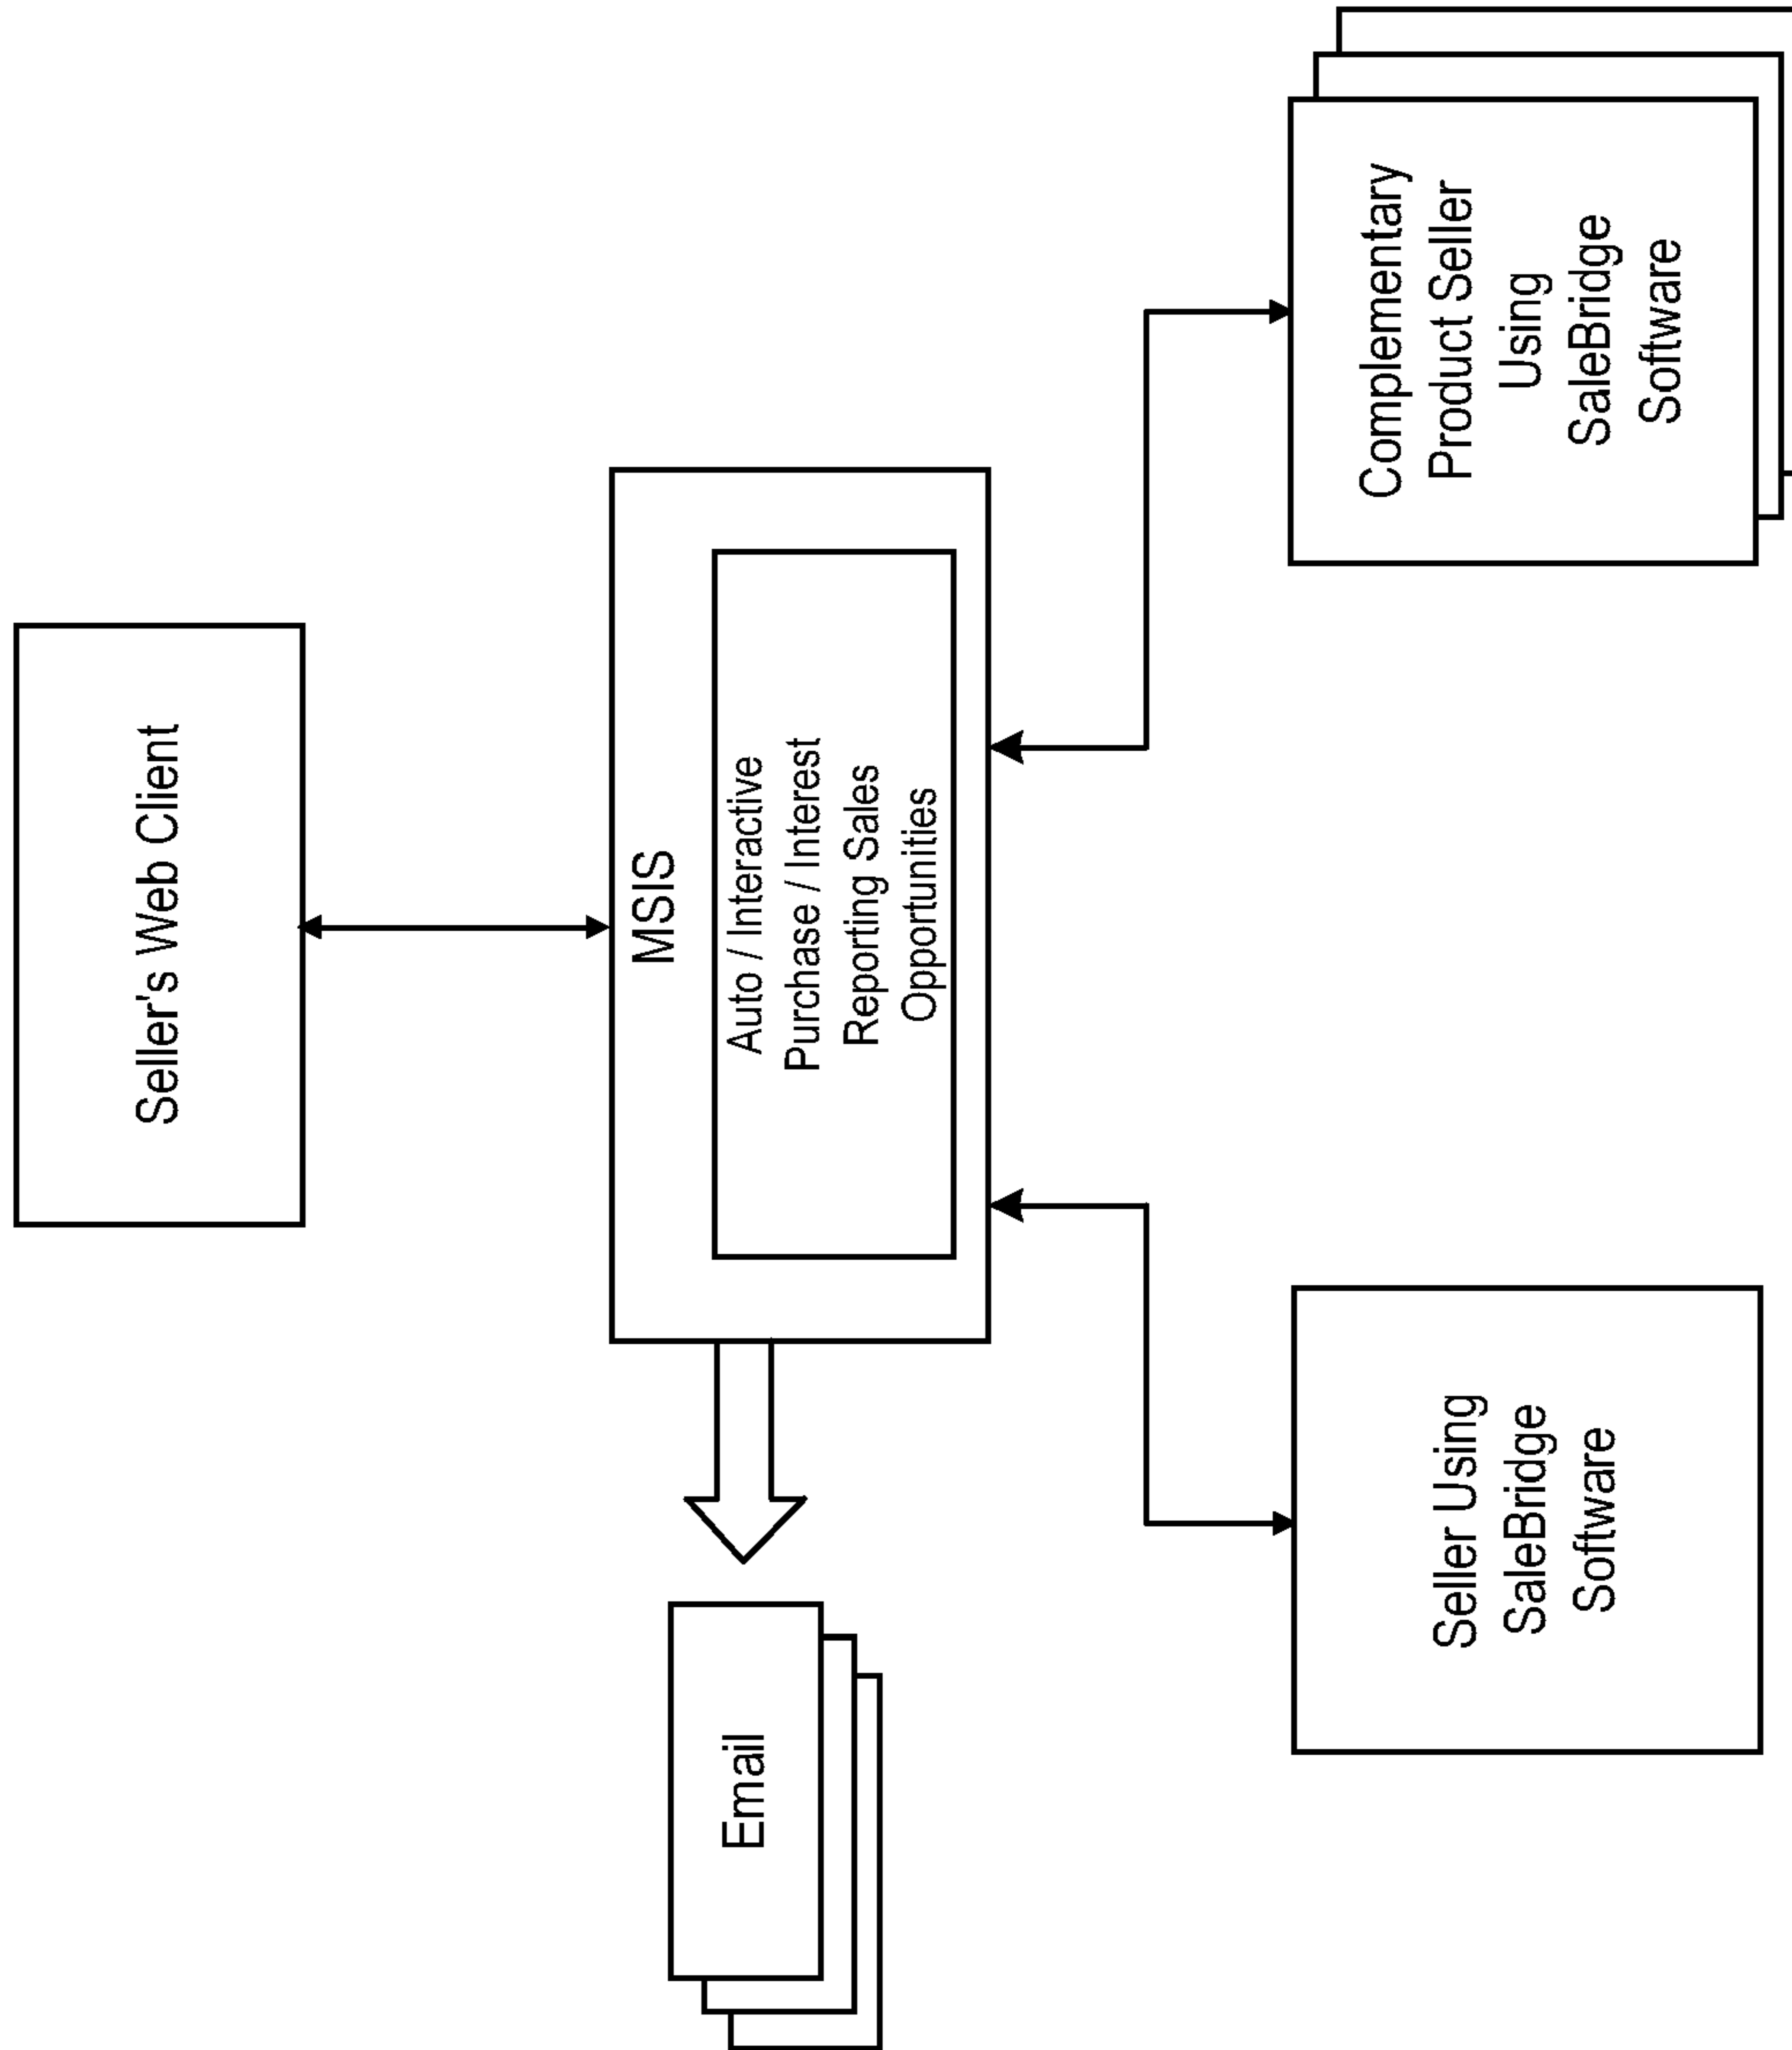 Seller's Web Client
MSIS
Auto / Interactive
Purchase / Interest
Reporting Sales
Opportunities
Email
Seller Using
SaleBridge
Software
Complementary
Product Seller
Using
SaleBridge
Software